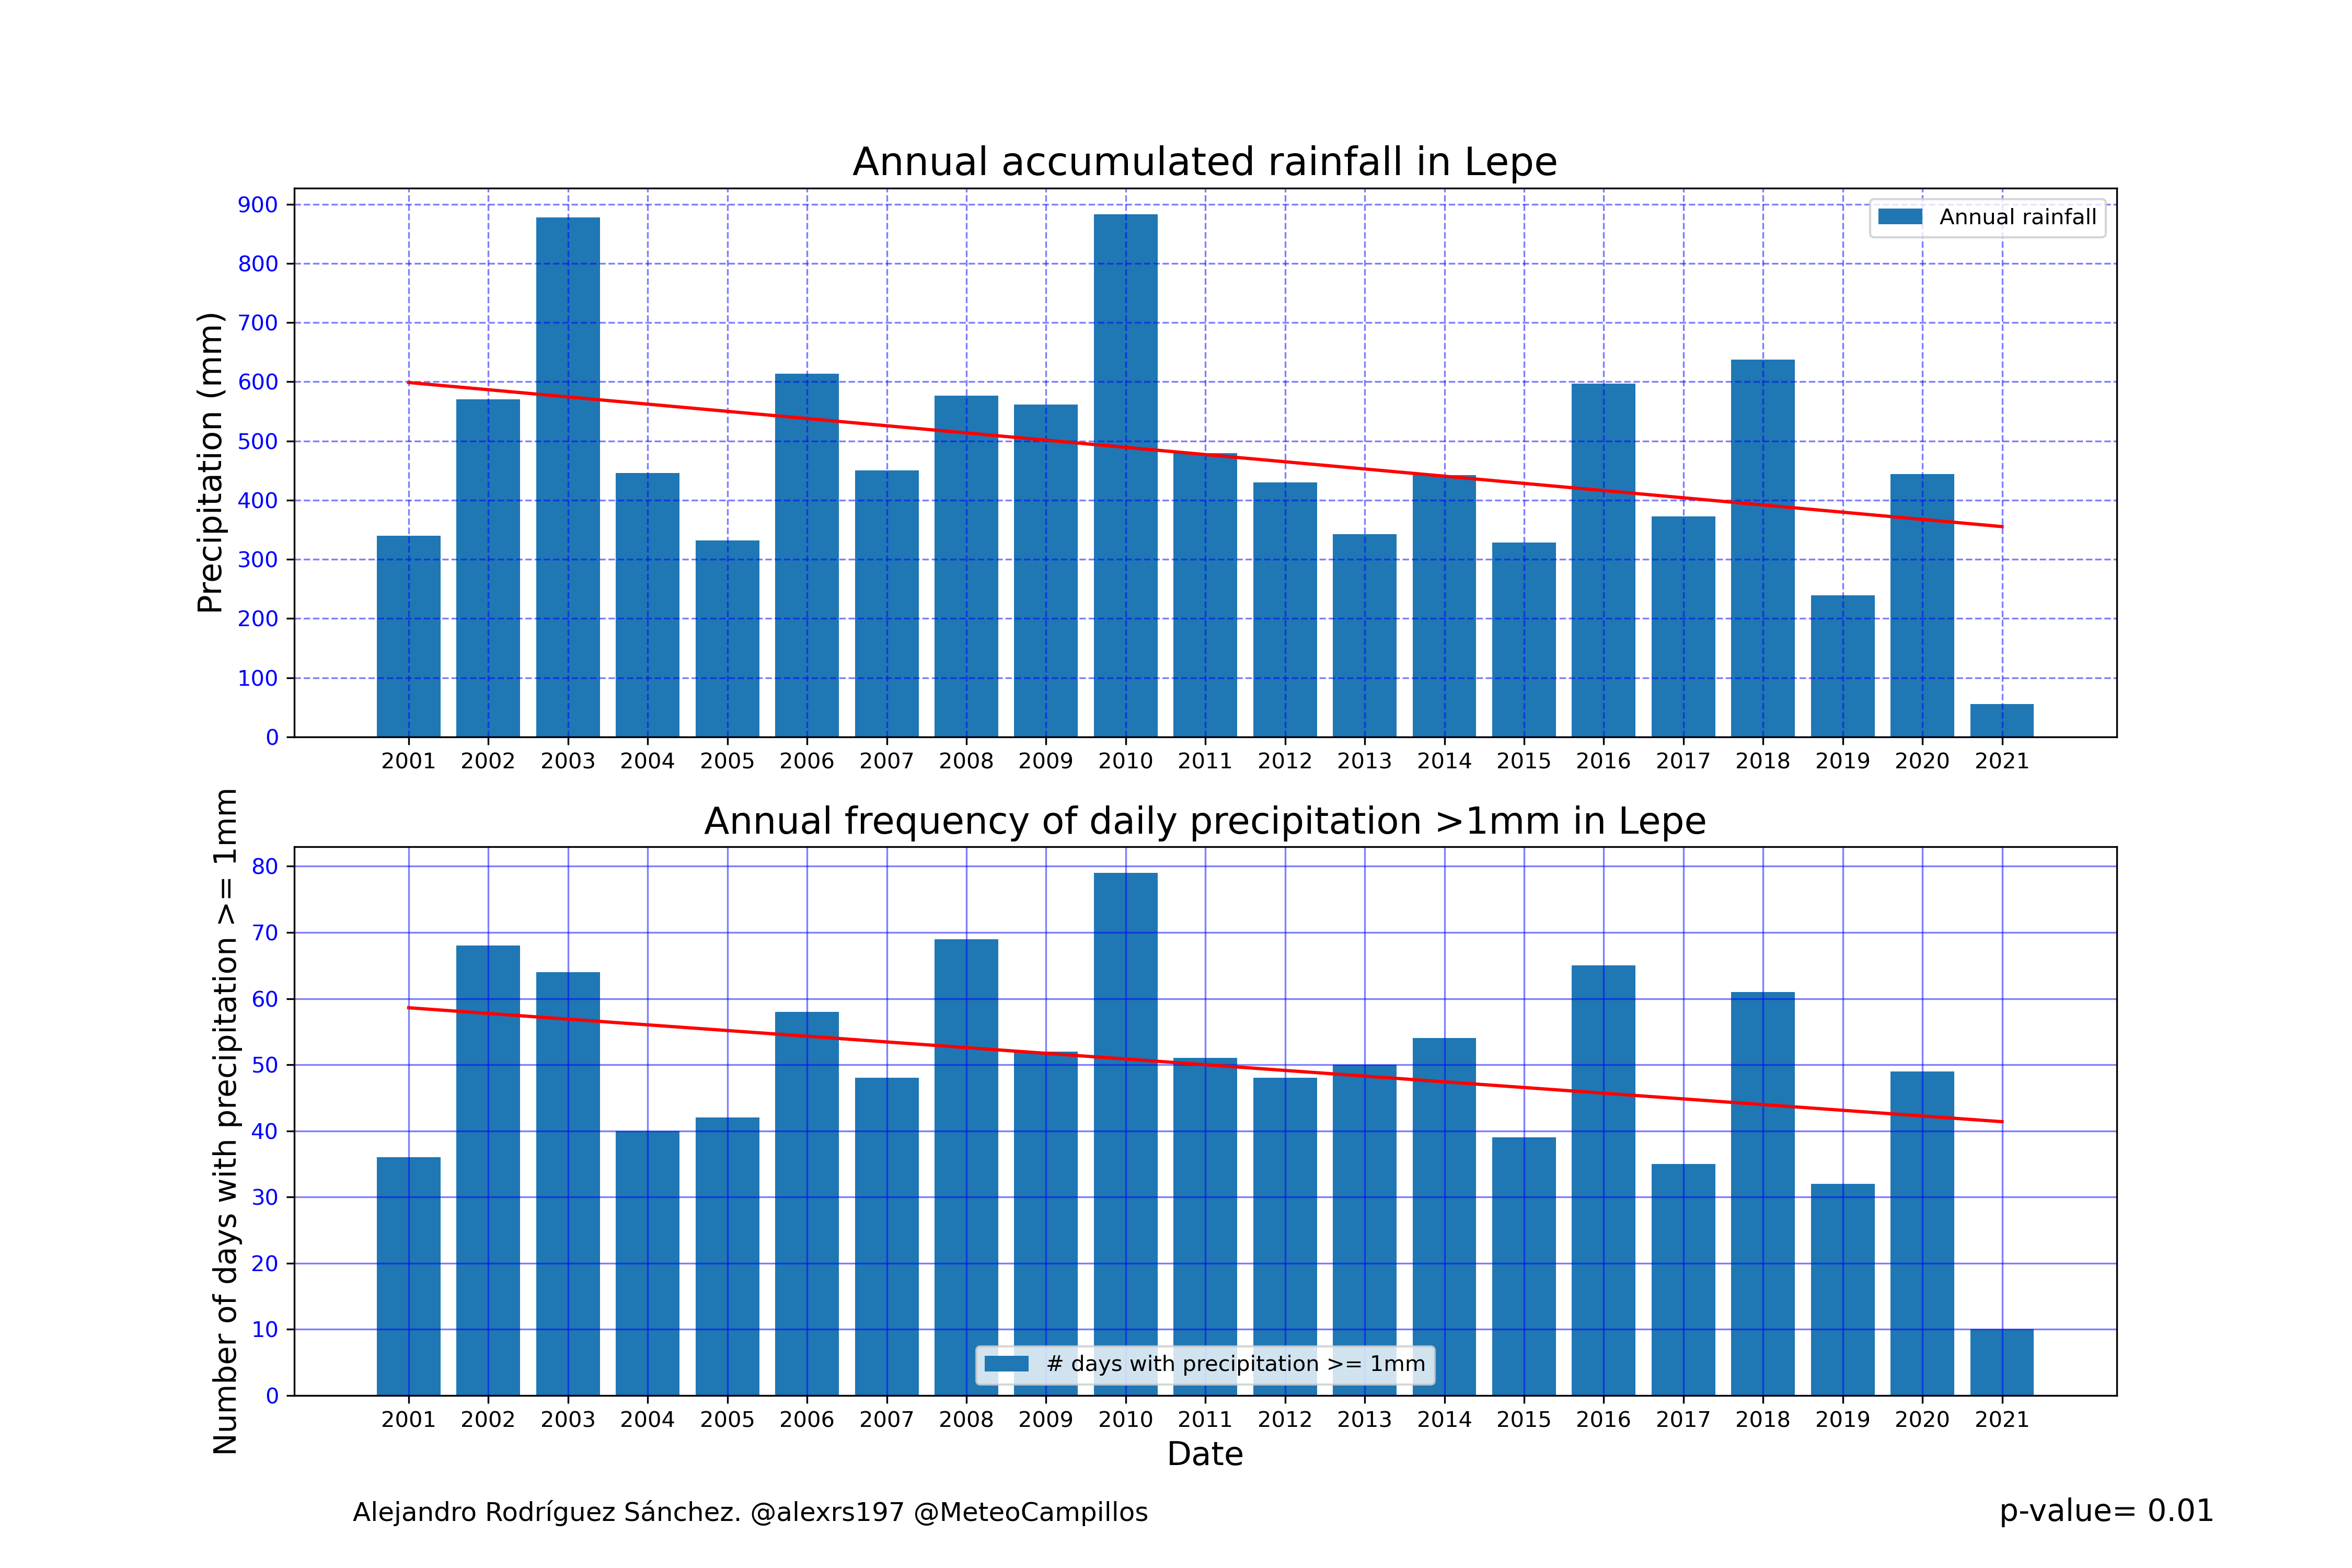 Annual accumulated rainfall in Lepe
Precipitation (mm)
900
800
700
600
500
400
300
200
100
0
Annual rainfall
2001 2002 2003 2004 2005 2006 2007 2008 2009 2010 2011 2012 2013 2014 2015 2016 2017 2018 2019 2020 2021
Annual frequency of daily precipitation >1mm in Lepe
Number of days with precipitation >= 1mm
80
70
60
50
40
30
20
10
0
# days with precipitation >= 1mm
2001 2002 2003 2004 2005 2006 2007 2008 2009 2010 2011 2012 2013 2014 2015 2016 2017 2018 2019 2020 2021
Date
Alejandro Rodríguez Sánchez. @alexrs197 @MeteoCampillos
p-value= 0.01